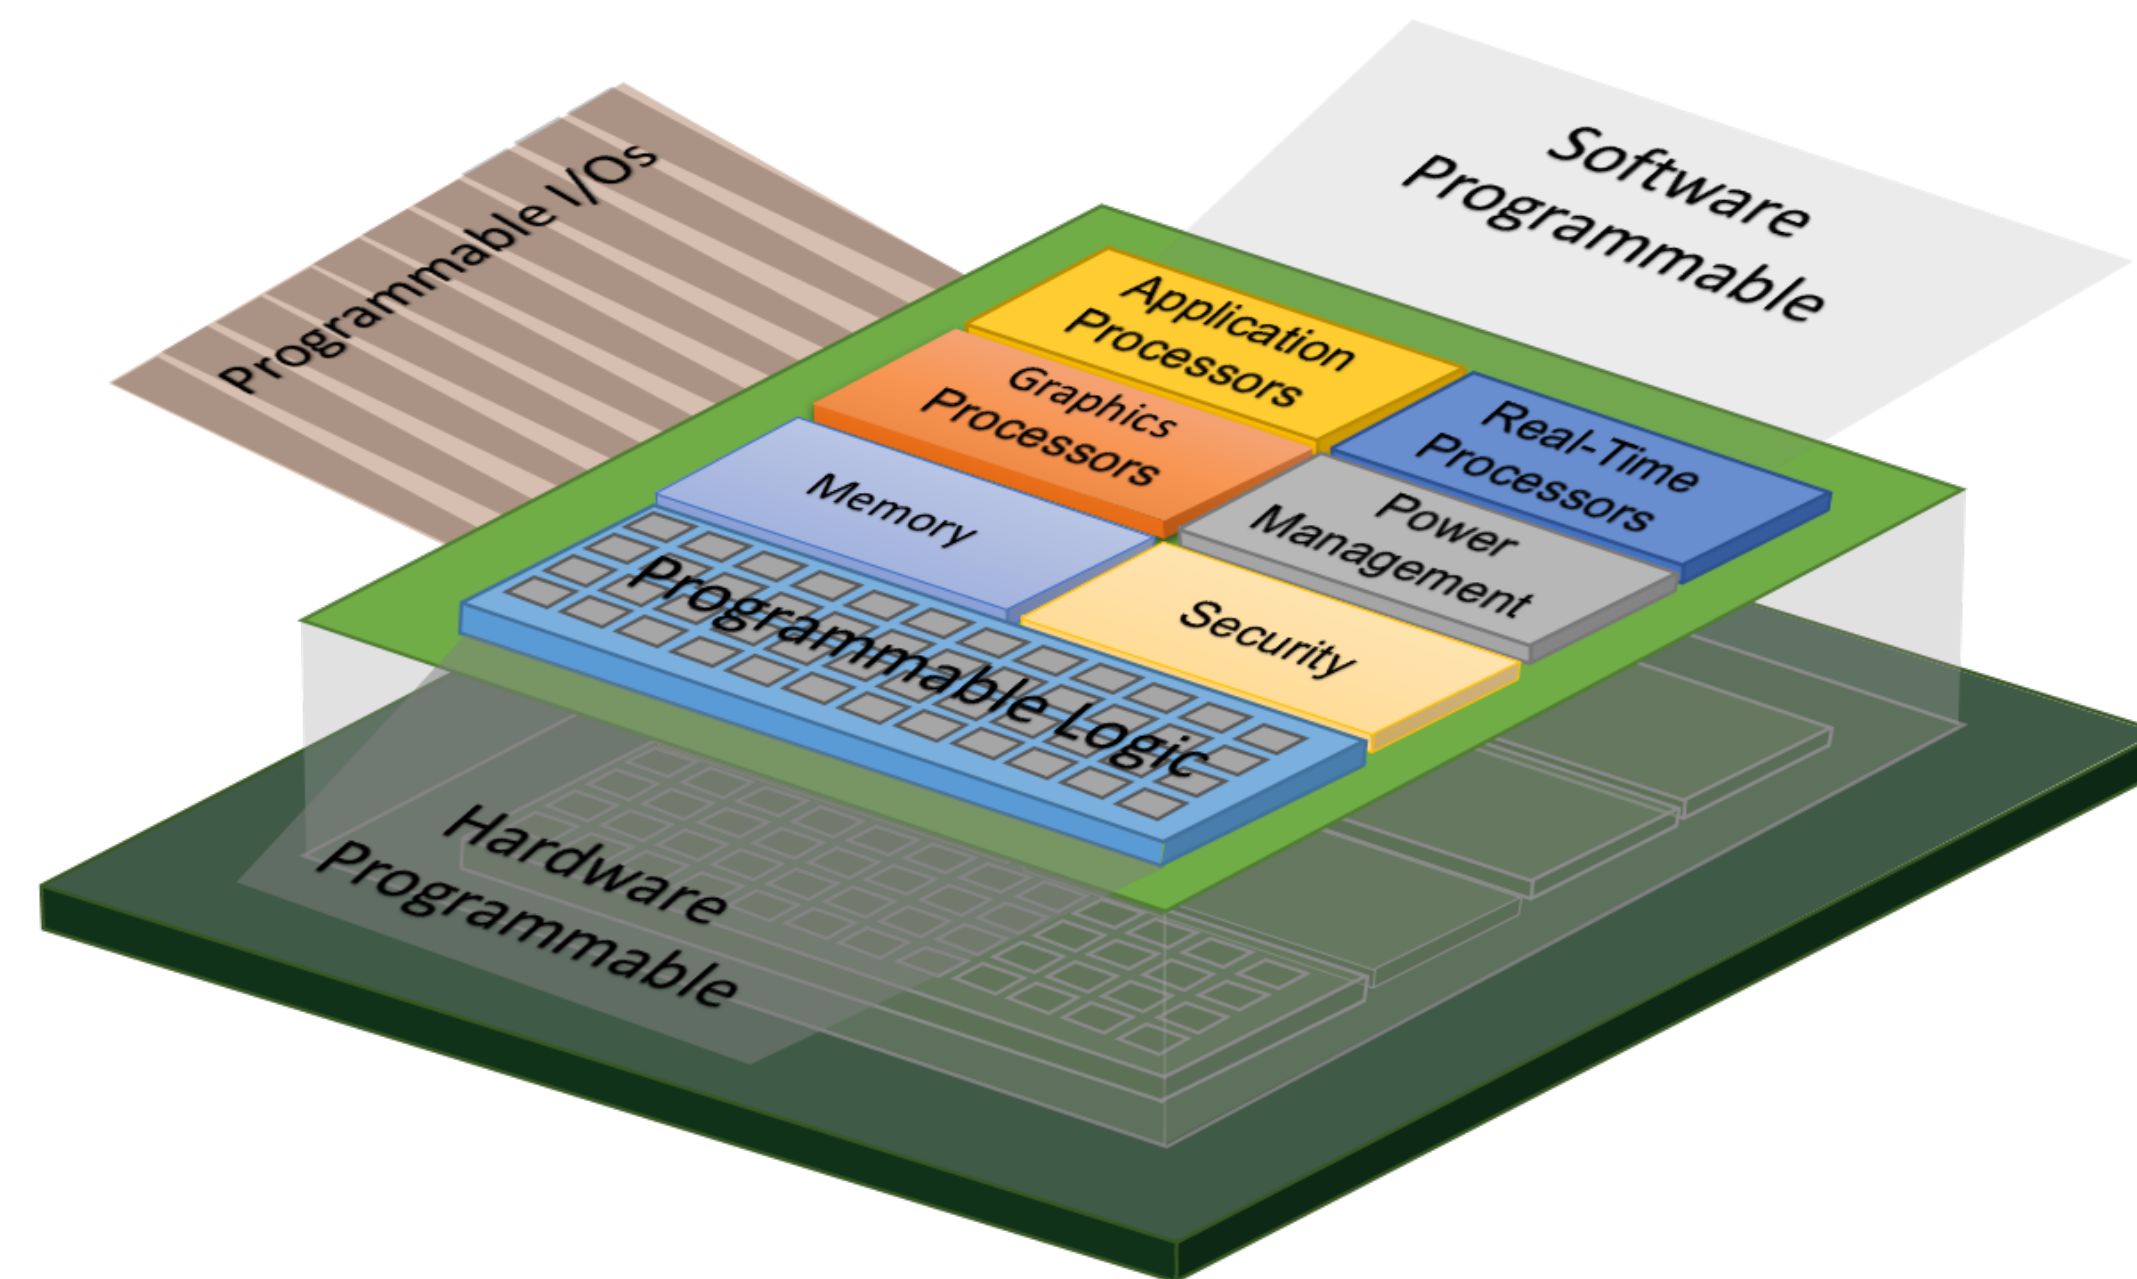 Programmable I/Os
Software
Programmable
Application
Processors
Graphics
Processors
Real-Time
Processors
Memory
Power
Management
Security
Programmable Logic
Hardware
Programmable